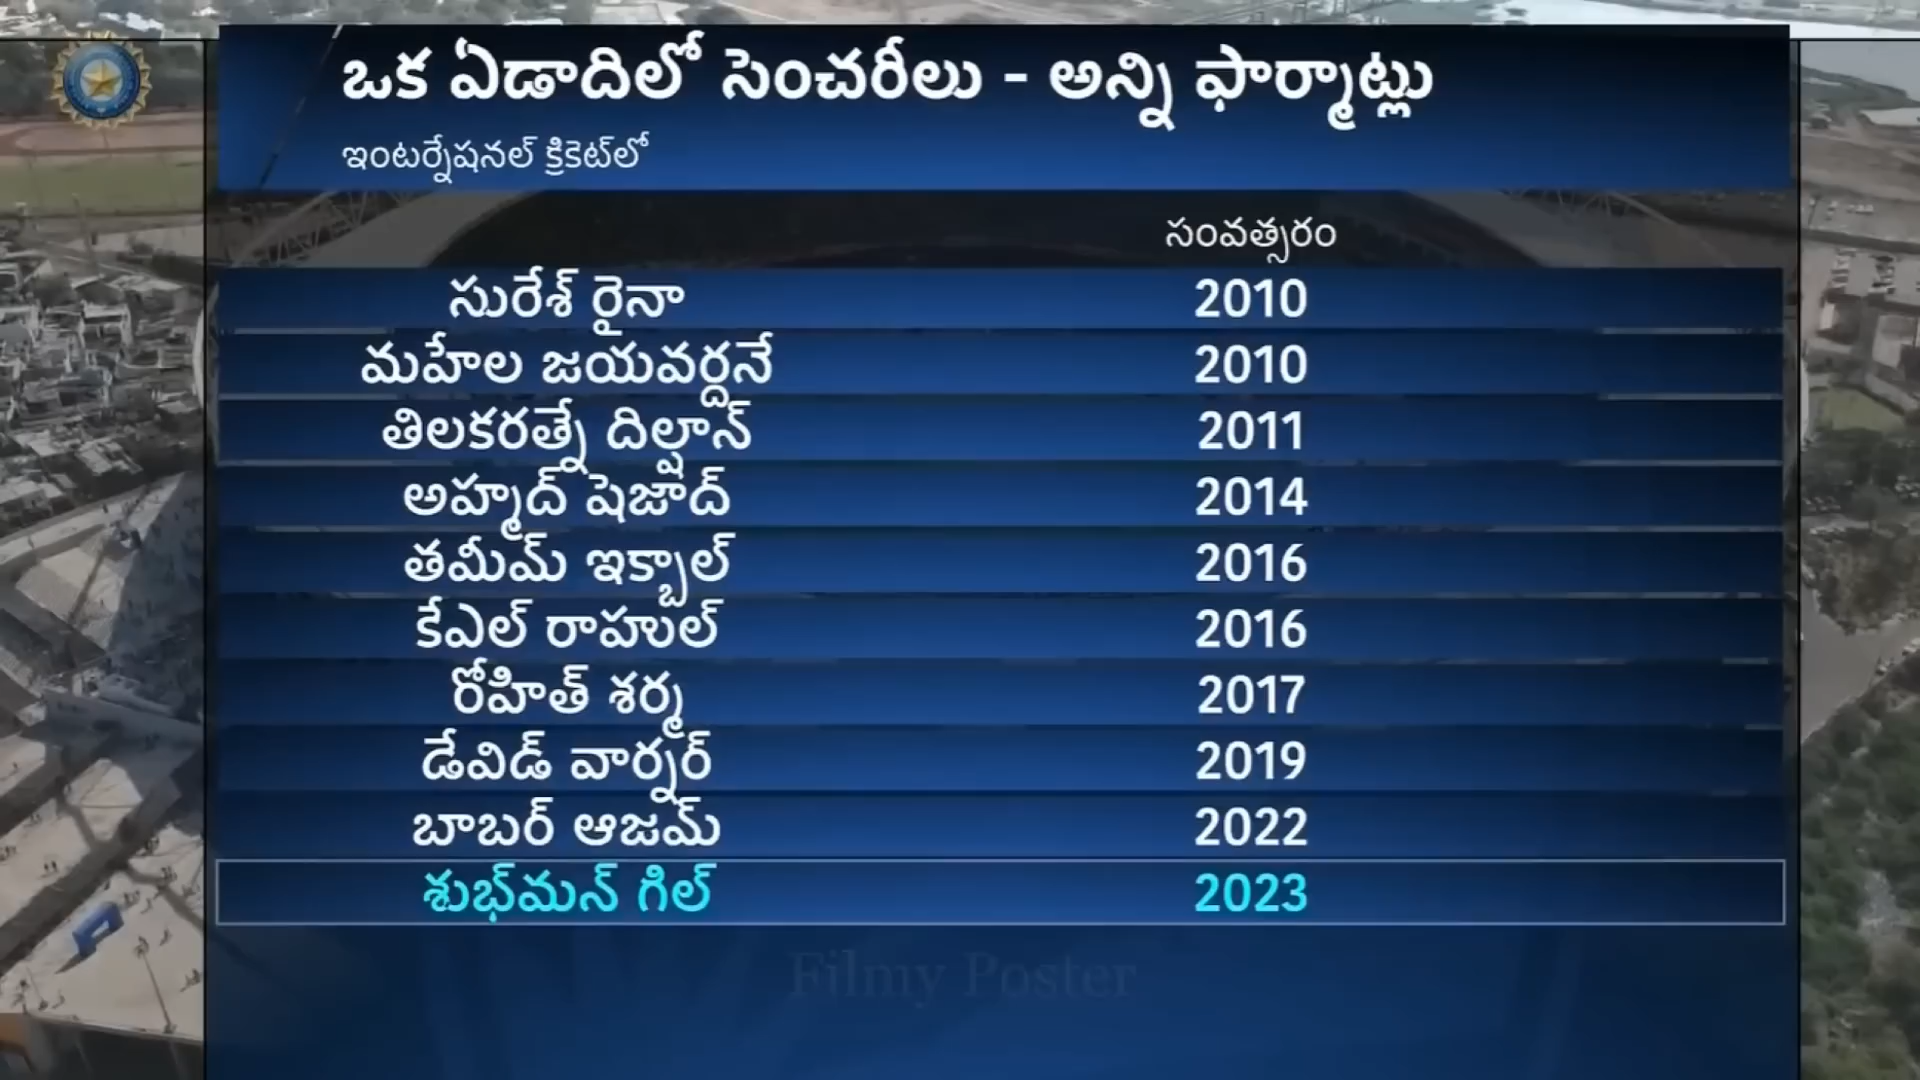 ఒక ఏడాదిలో సెంచరీలు - అన్ని ఫార్మాట్లు
ఇంటర్నేషనల్ క్రికెట్‌లో
సంవత్సరం
సురేశ్ రైనా 2010
మహేల జయవర్దనే 2010
తిలకరత్నే దిల్షాన్ 2011
అహ్మద్ షెజాద్ 2014
తమీమ్ ఇక్బాల్ 2016
కేఎల్ రాహుల్ 2016
రోహిత్ శర్మ 2017
డేవిడ్ వార్నర్ 2019
బాబర్ ఆజమ్ 2022
శుభ్‌మన్ గిల్ 2023
Filmy Poster